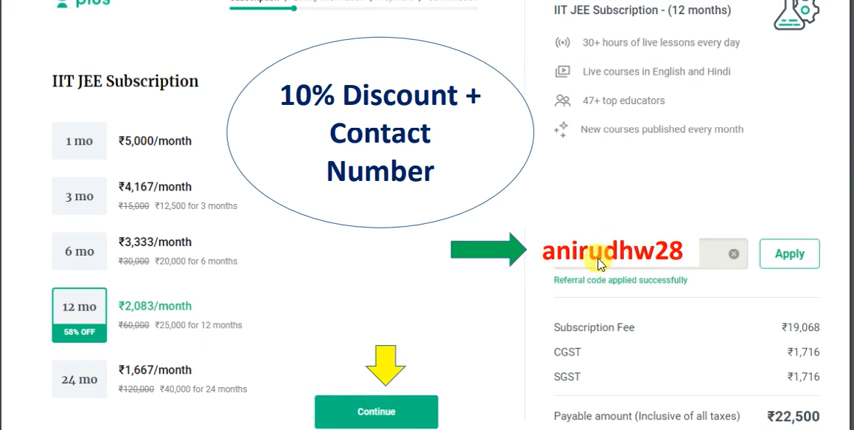 plus
IIT JEE Subscription - (12 months)
30+ hours of live lessons every day
Live courses in English and Hindi
47+ top educators
New courses published every month
IIT JEE Subscription
10% Discount +
Contact
Number
1 mo ₹5,000/month
3 mo ₹4,167/month
₹15,000 ₹12,500 for 3 months
6 mo ₹3,333/month
₹30,000 ₹20,000 for 6 months
12 mo ₹2,083/month
58% OFF ₹60,000 ₹25,000 for 12 months
24 mo ₹1,667/month
₹120,000 ₹40,000 for 24 months
Continue
anirudhw28 Apply
Referral code applied successfully
Subscription Fee ₹19,068
CGST ₹1,716
SGST ₹1,716
Payable amount (Inclusive of all taxes) ₹22,500